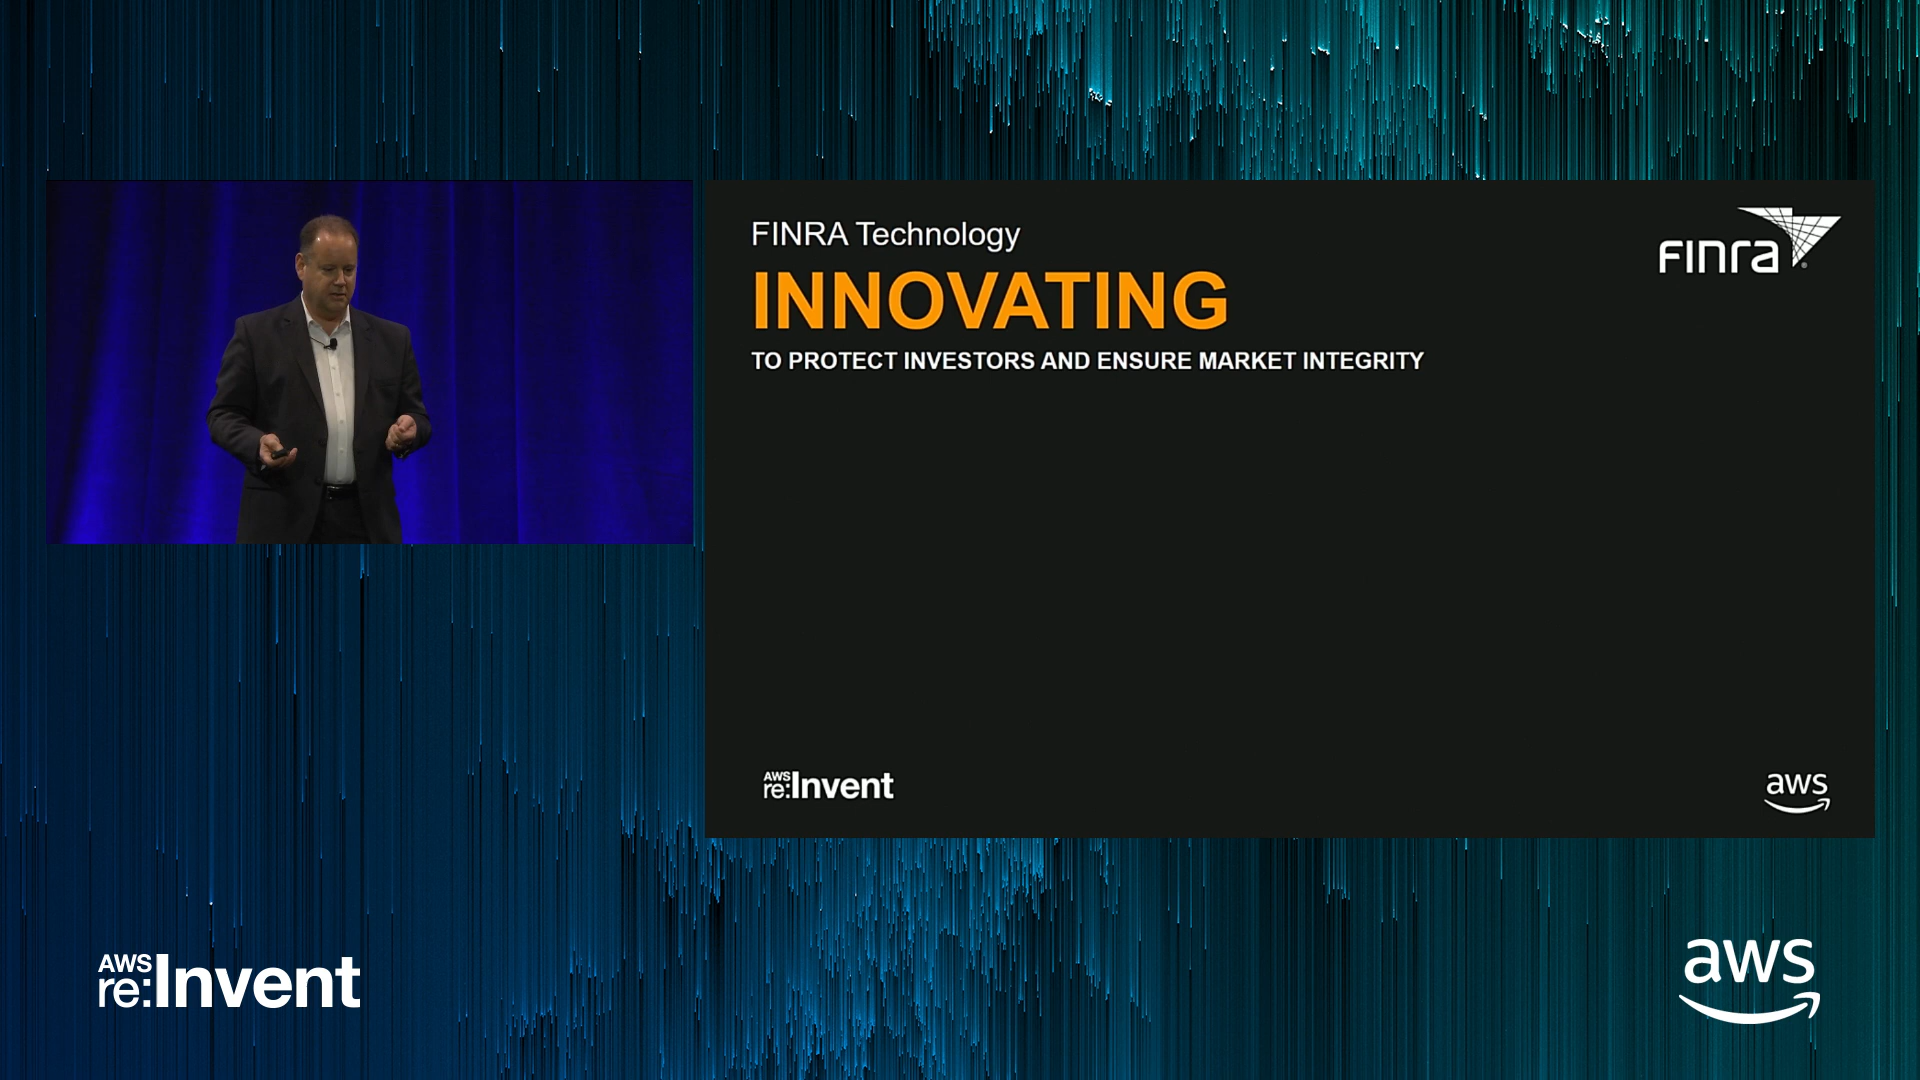 FINRA Technology
INNOVATING
TO PROTECT INVESTORS AND ENSURE MARKET INTEGRITY
finra
AWS
re:Invent
aws
AWS
re:Invent
aws